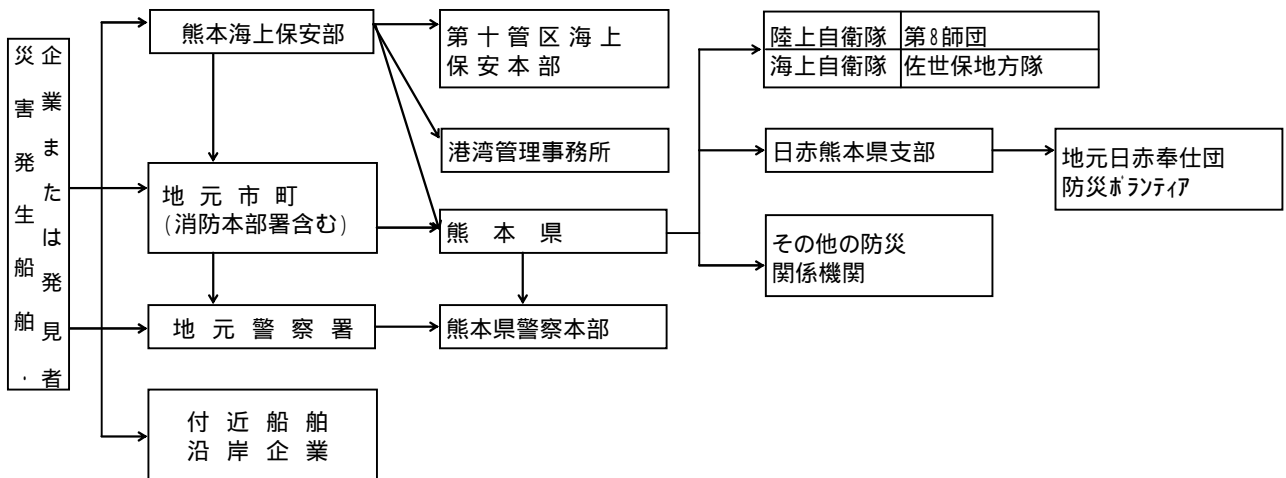 災害発生船舶・
企業または発見者
熊本海上保安部
地元市町
(消防本部署含む)
地元警察署
付近船舶
沿岸企業
第十管区海上
保安本部
港湾管理事務所
熊本県
熊本県警察本部
陸上自衛隊 第8師団
海上自衛隊 佐世保地方隊
日赤熊本県支部
その他の防災
関係機関
地元日赤奉仕団
防災ボランティア